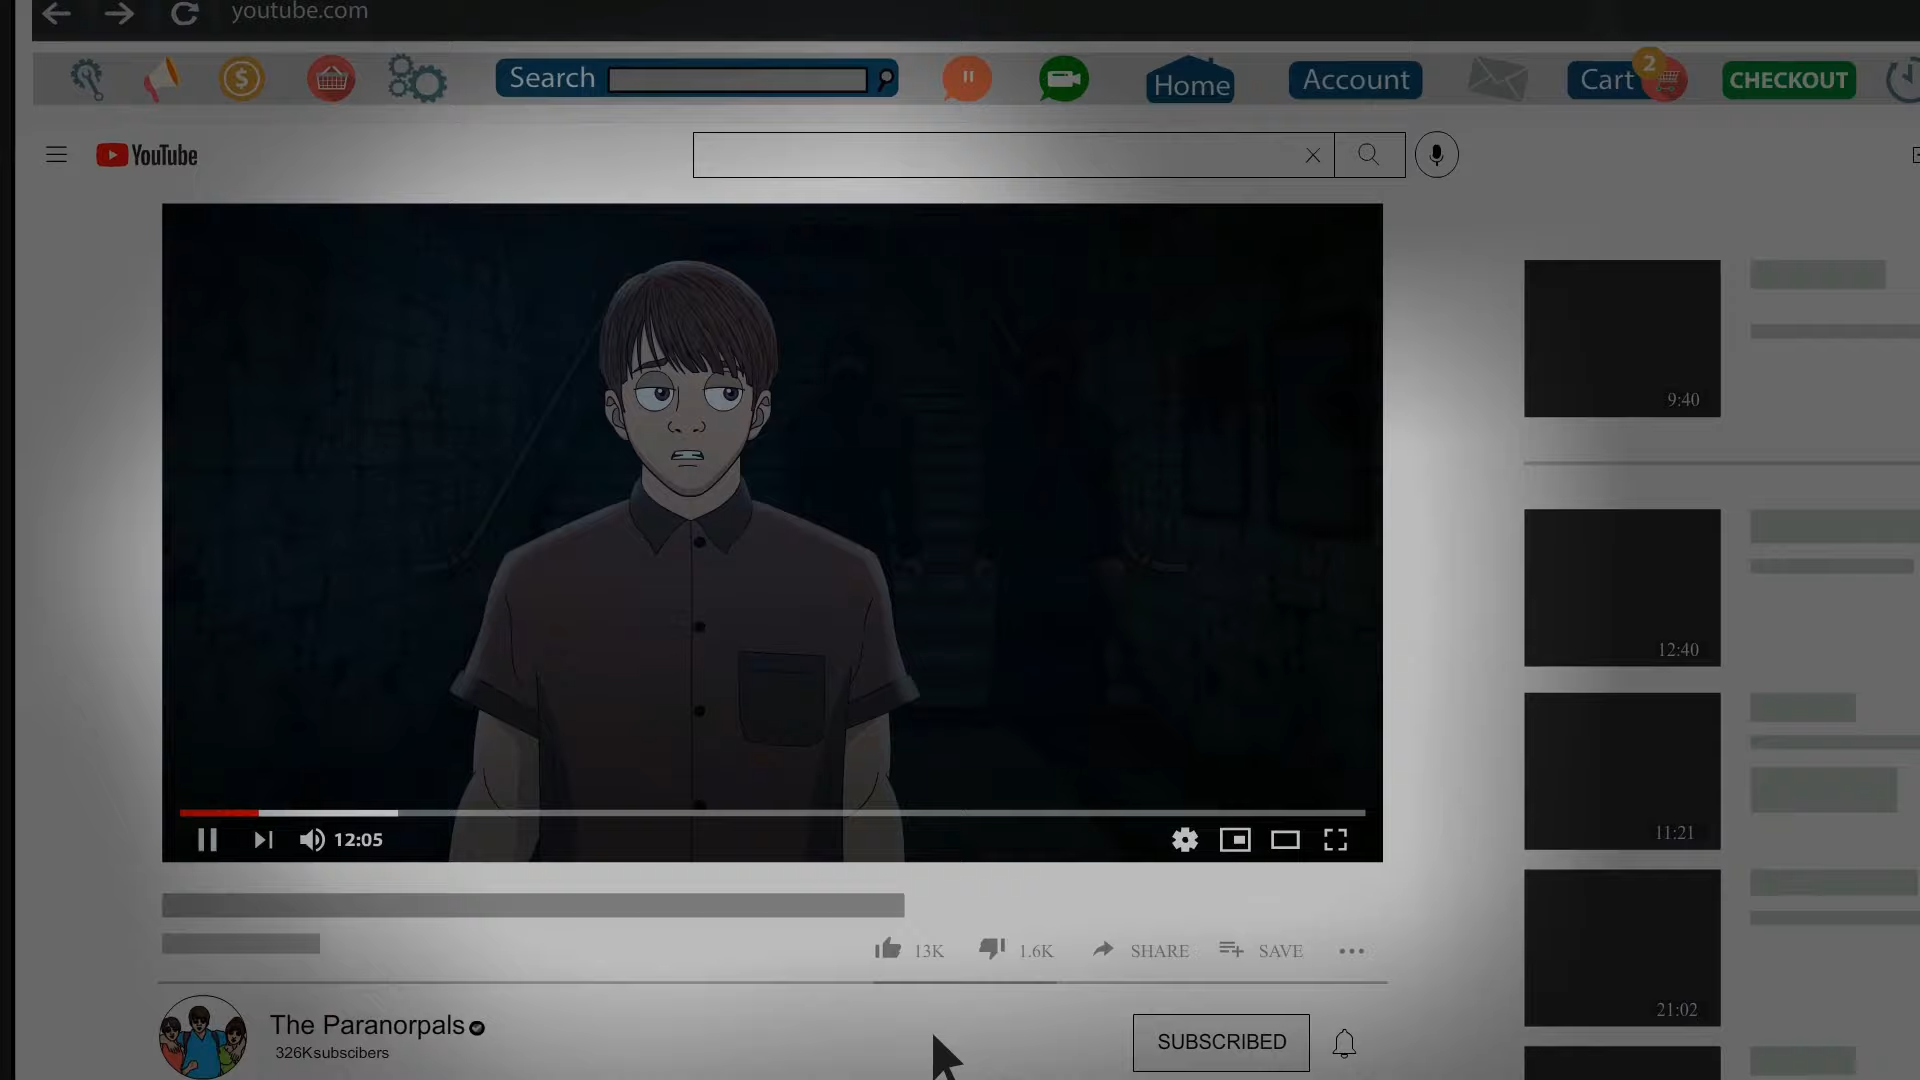 youtube.com
Search
Home
Account
Cart
2
CHECKOUT
YouTube
9:40
12:40
11:21
21:02
12:05
13K
1.6K
SHARE
SAVE
The Paranorpals
326Ksubscibers
SUBSCRIBED